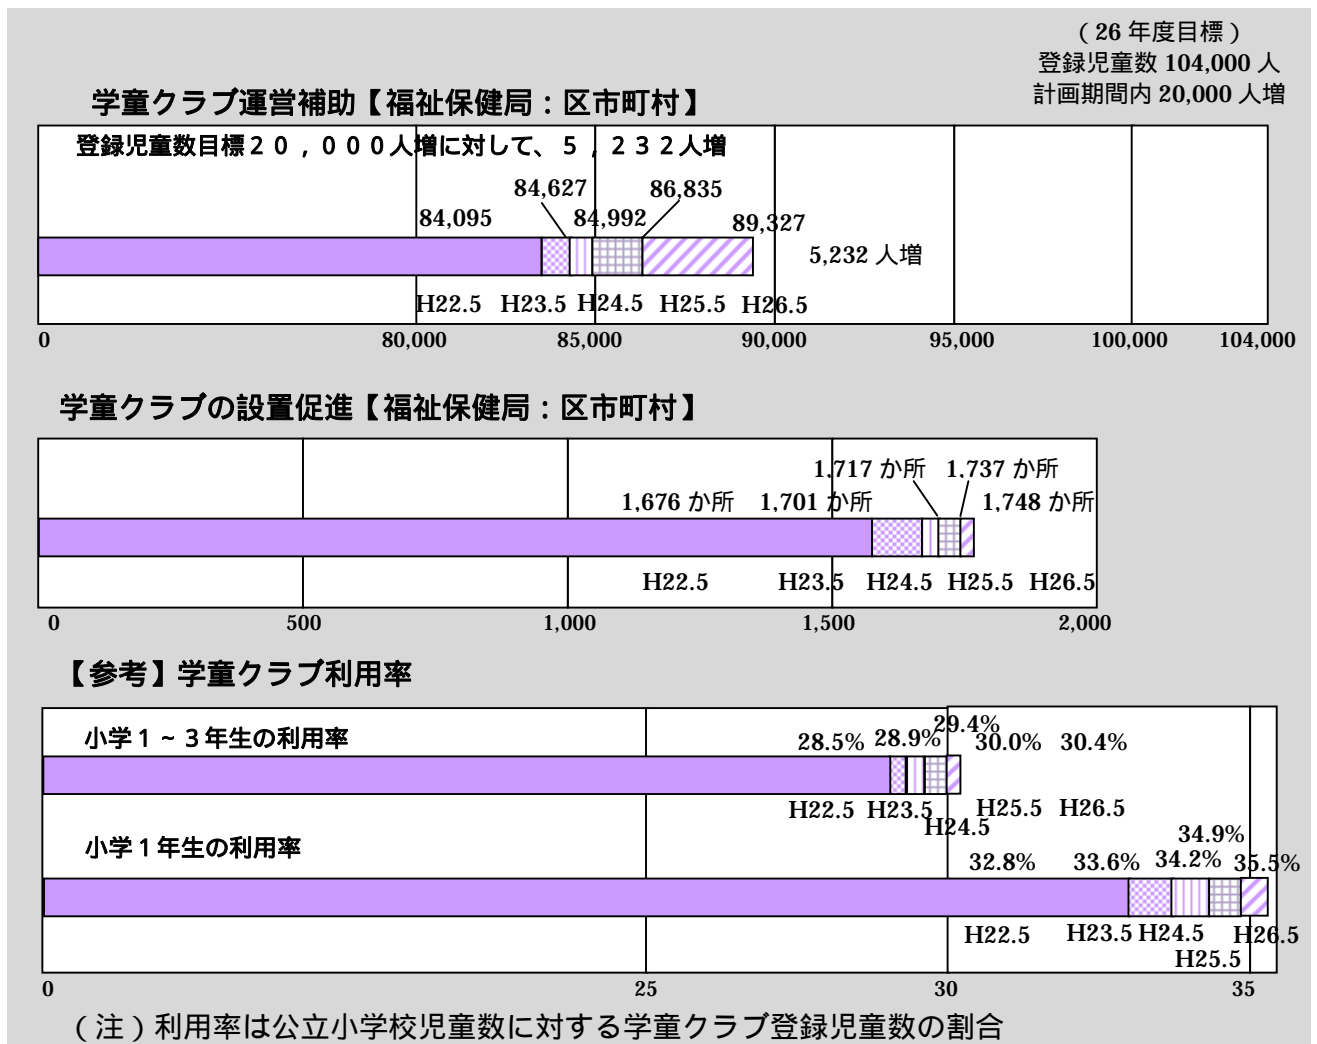 （26 年度目標）
登録児童数 104,000 人
計画期間内 20,000 人増
学童クラブ運営補助【福祉保健局：区市町村】
登録児童数目標２０，０００人増に対して、５，２３２人増
84,627 86,835
84,095 84,992 89,327
5,232 人増
H22.5 H23.5 H24.5 H25.5 H26.5
0 80,000 85,000 90,000 95,000 100,000 104,000
学童クラブの設置促進【福祉保健局：区市町村】
1,717 か所 1,737 か所
1,676 か所 1,701 か所 1,748 か所
H22.5 H23.5 H24.5 H25.5 H26.5
0 500 1,000 1,500 2,000
【参考】学童クラブ利用率
小学１～３年生の利用率
28.5% 28.9% 29.4% 30.0% 30.4%
H22.5 H23.5 H24.5 H25.5 H26.5
小学１年生の利用率
34.9%
32.8% 33.6% 34.2% 35.5%
H22.5 H23.5 H24.5 H26.5
H25.5
0 25 30 35
（注）利用率は公立小学校児童数に対する学童クラブ登録児童数の割合